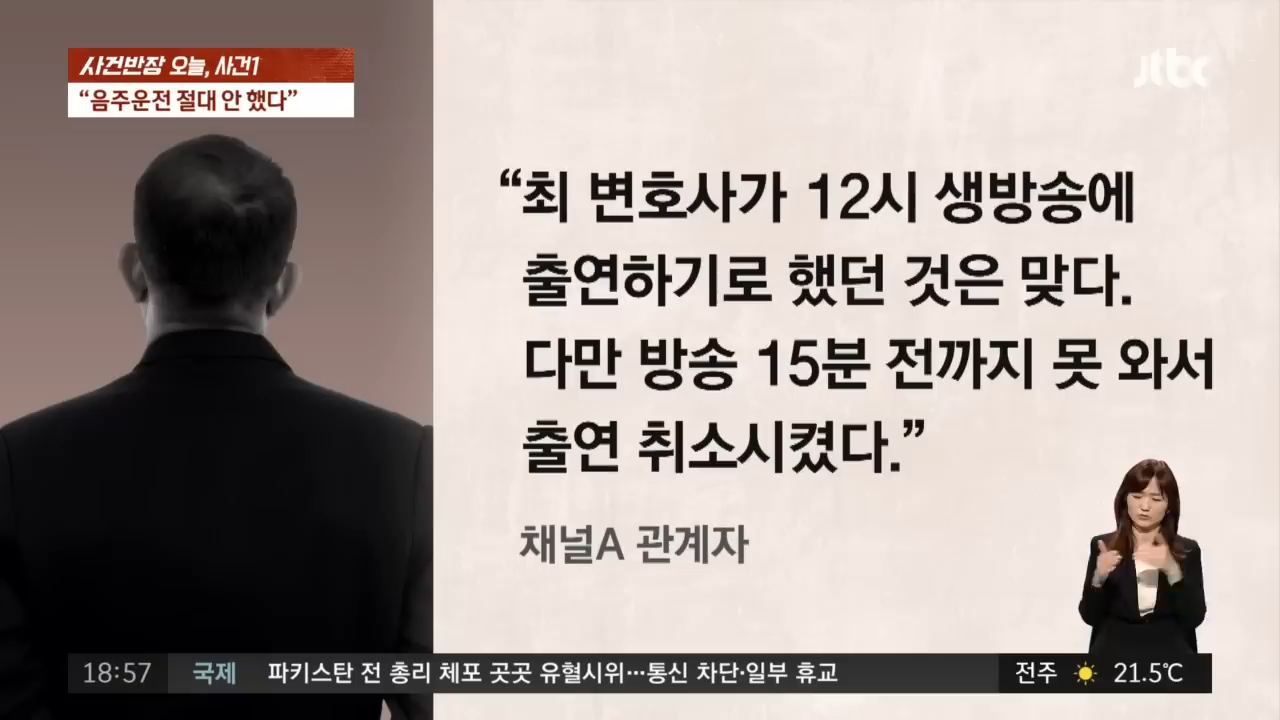 사건반장 오늘, 사건1
“음주운전 절대 안 했다”
jtbc
“최 변호사가 12시 생방송에
출연하기로 했던 것은 맞다.
다만 방송 15분 전까지 못 와서
출연 취소시켰다.”
채널A 관계자
18:57 국제 파키스탄 전 총리 체포 곳곳 유혈시위…통신 차단·일부 휴교 전주 21.5℃